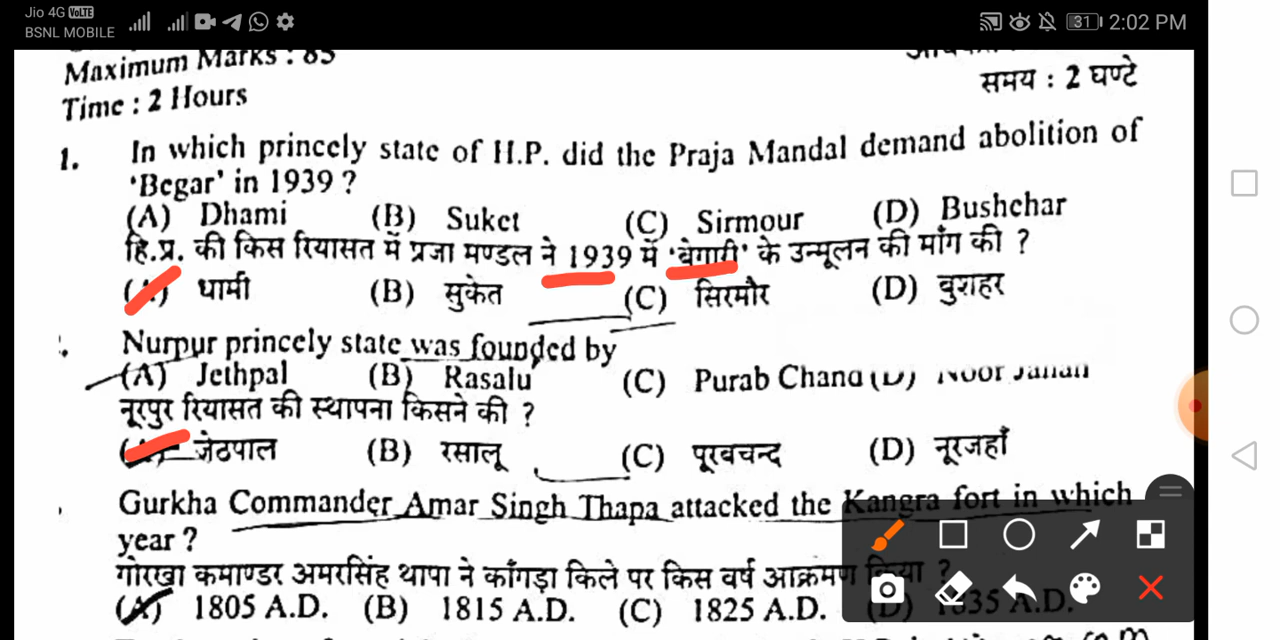 Jio 4G VoLTE
BSNL MOBILE
31
2:02 PM
Maximum Marks : 85
Time : 2 Hours
समय : 2 घण्टे
1. In which princely state of H.P. did the Praja Mandal demand abolition of
‘Begar’ in 1939 ?
(A) Dhami (B) Suket (C) Sirmour (D) Bushehar
हि.प्र. की किस रियासत में प्रजा मण्डल ने 1939 में ‘बेगारी’ के उन्मूलन की माँग की ?
(A) धामी (B) सुकेत (C) सिरमौर (D) बुशहर
Nurpur princely state was founded by
(A) Jethpal (B) Rasalu (C) Purab Chand (D) Noor Jahan
नूरपुर रियासत की स्थापना किसने की ?
(A) जेठपाल (B) रसालू (C) पूरबचन्द (D) नूरजहाँ
Gurkha Commander Amar Singh Thapa attacked the Kangra fort in which
year ?
गोरखा कमाण्डर अमरसिंह थापा ने काँगड़ा किले पर किस वर्ष आक्रमण किया ?
(A) 1805 A.D. (B) 1815 A.D. (C) 1825 A.D. (D) 1835 A.D.